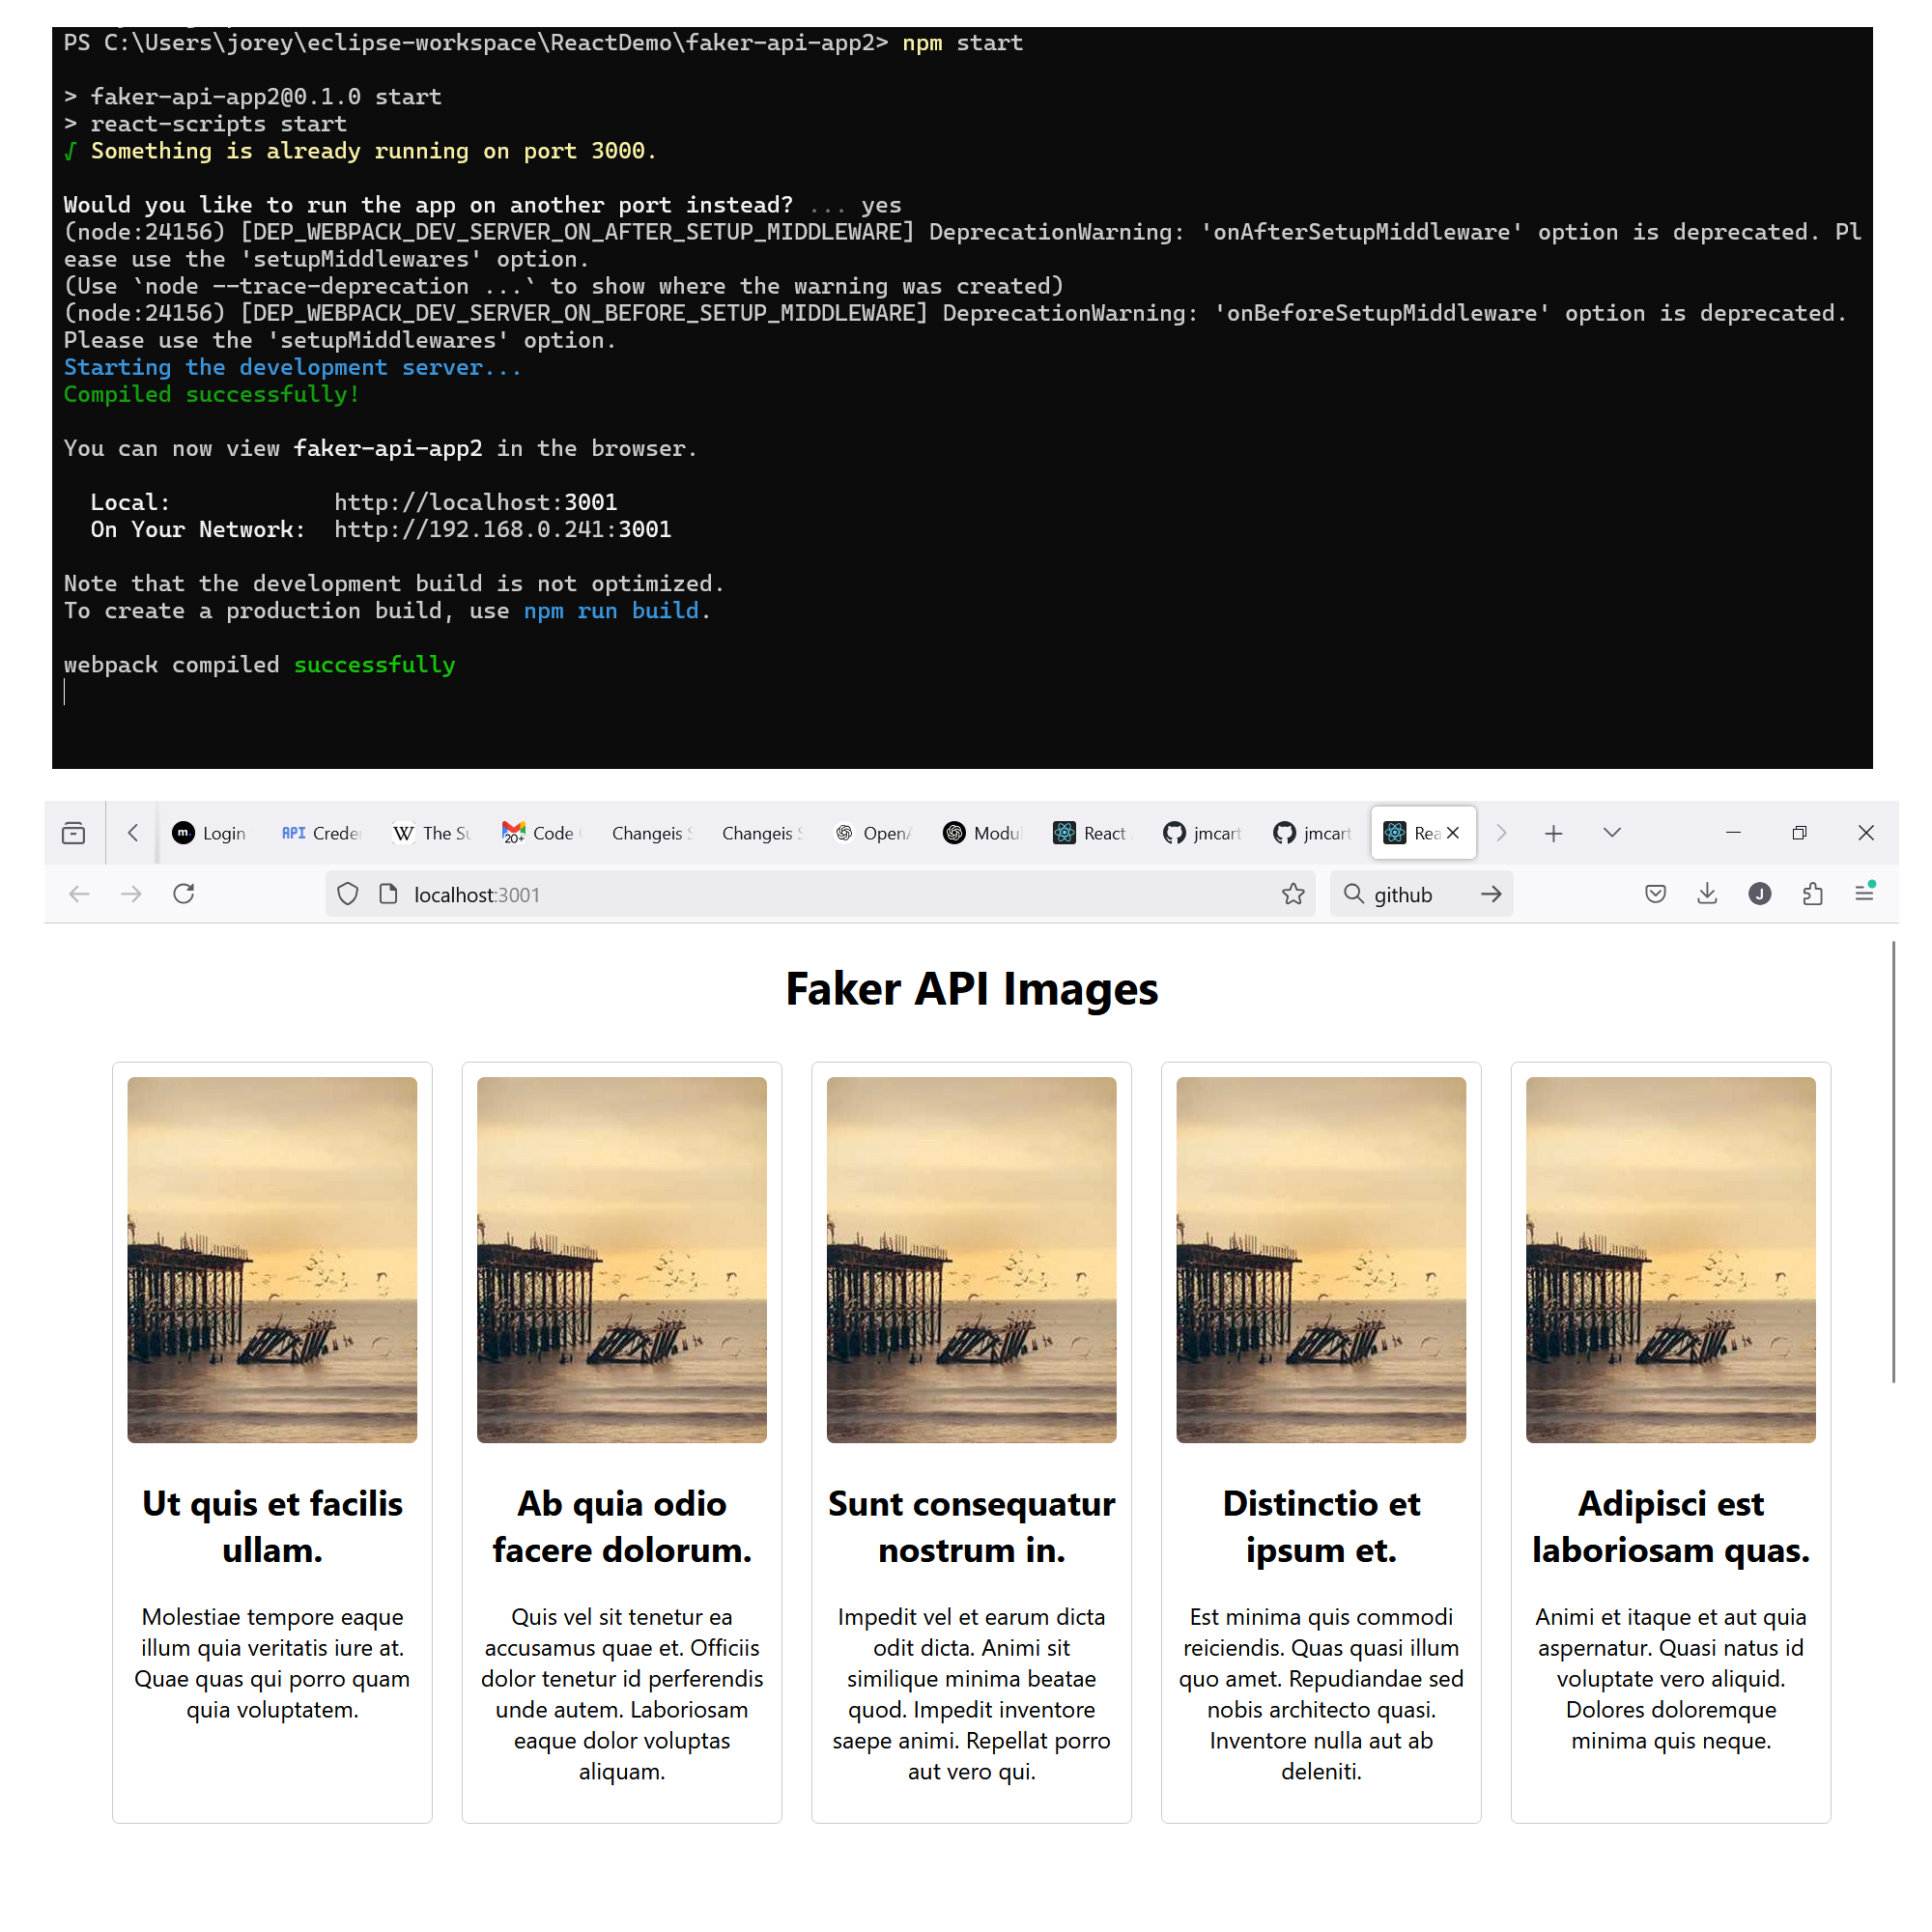 PS C:\Users\jorey\eclipse-workspace\ReactDemo\faker-api-app2> npm start
> faker-api-app2@0.1.0 start
> react-scripts start
√ Something is already running on port 3000.
Would you like to run the app on another port instead? ... yes
(node:24156) [DEP_WEBPACK_DEV_SERVER_ON_AFTER_SETUP_MIDDLEWARE] DeprecationWarning: 'onAfterSetupMiddleware' option is deprecated. Pl
ease use the 'setupMiddlewares' option.
(Use `node --trace-deprecation ...` to show where the warning was created)
(node:24156) [DEP_WEBPACK_DEV_SERVER_ON_BEFORE_SETUP_MIDDLEWARE] DeprecationWarning: 'onBeforeSetupMiddleware' option is deprecated.
Please use the 'setupMiddlewares' option.
Starting the development server...
Compiled successfully!
You can now view faker-api-app2 in the browser.
Local: http://localhost:3001
On Your Network: http://192.168.0.241:3001
Note that the development build is not optimized.
To create a production build, use npm run build.
webpack compiled successfully
m. Login API Crede W The Su 20+ Code Changeis S Changeis S OpenA Modu React jmcart jmcart Rea
localhost:3001 github J
Faker API Images
Ut quis et facilis
ullam.
Molestiae tempore eaque
illum quia veritatis iure at.
Quae quas qui porro quam
quia voluptatem.
Ab quia odio
facere dolorum.
Quis vel sit tenetur ea
accusamus quae et. Officiis
dolor tenetur id perferendis
unde autem. Laboriosam
eaque dolor voluptas
aliquam.
Sunt consequatur
nostrum in.
Impedit vel et earum dicta
odit dicta. Animi sit
similique minima beatae
quod. Impedit inventore
saepe animi. Repellat porro
aut vero qui.
Distinctio et
ipsum et.
Est minima quis commodi
reiciendis. Quas quasi illum
quo amet. Repudiandae sed
nobis architecto quasi.
Inventore nulla aut ab
deleniti.
Adipisci est
laboriosam quas.
Animi et itaque et aut quia
aspernatur. Quasi natus id
voluptate vero aliquid.
Dolores doloremque
minima quis neque.